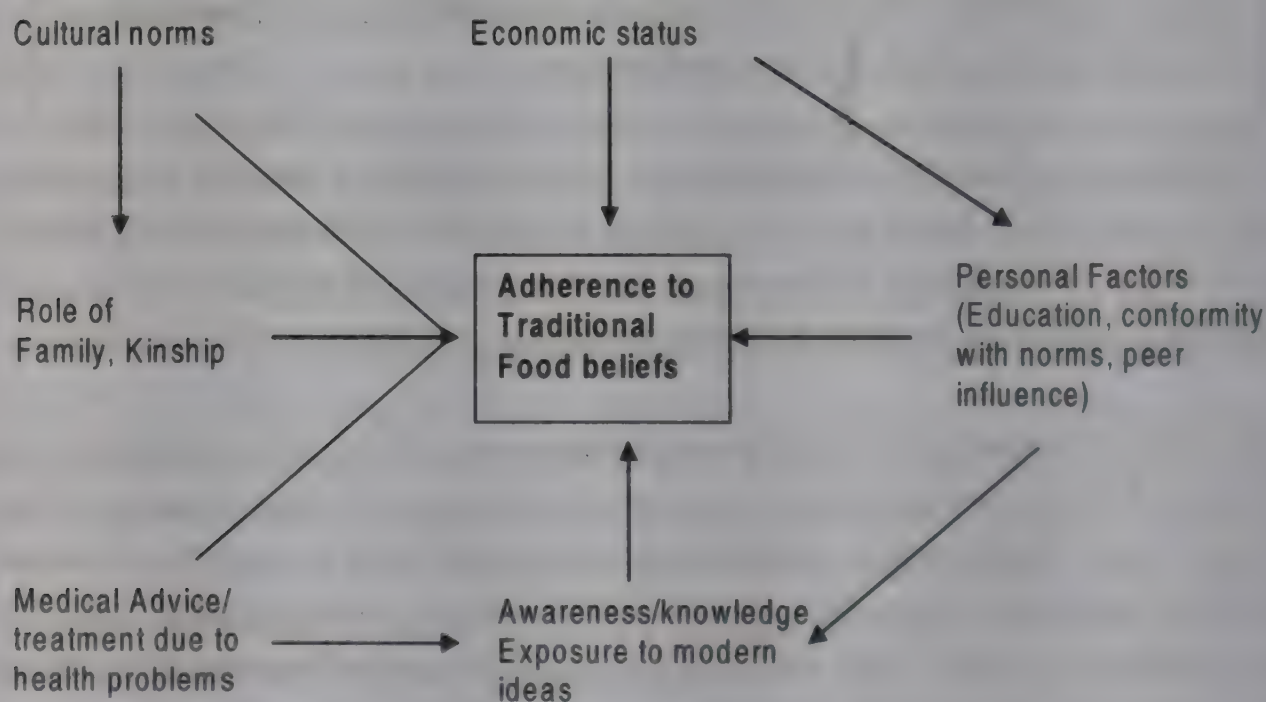 Cultural norms
Economic status
Role of
Family, Kinship
Adherence to
Traditional
Food beliefs
Personal Factors
(Education, conformity
with norms, peer
influence)
Medical Advice/
treatment due to
health problems
Awareness/knowledge
Exposure to modern
ideas